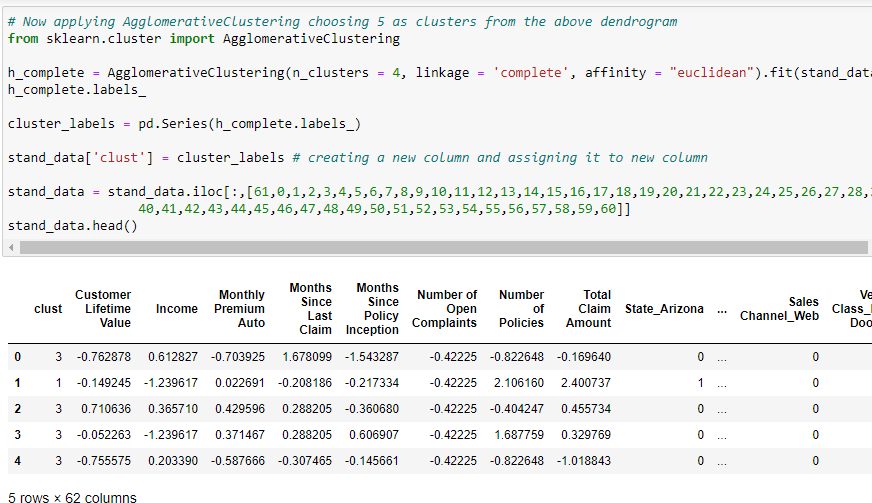 # Now applying AgglomerativeClustering choosing 5 as clusters from the above dendrogram
from sklearn.cluster import AgglomerativeClustering
h_complete = AgglomerativeClustering(n_clusters = 4, linkage = 'complete', affinity = "euclidean").fit(stand_data
h_complete.labels_
cluster_labels = pd.Series(h_complete.labels_)
stand_data['clust'] = cluster_labels # creating a new column and assigning it to new column
stand_data = stand_data.iloc[:,[61,0,1,2,3,4,5,6,7,8,9,10,11,12,13,14,15,16,17,18,19,20,21,22,23,24,25,26,27,28,
40,41,42,43,44,45,46,47,48,49,50,51,52,53,54,55,56,57,58,59,60]]
stand_data.head()
clust Customer Lifetime Value Income Monthly Premium Auto Months Since Last Claim Months Since Policy Inception Number of Open Complaints Number of Policies Total Claim Amount State_Arizona ... Sales Channel_Web
0 3 -0.762878 0.612827 -0.703925 1.678099 -1.543287 -0.42225 -0.822648 -0.169640 0 ... 0
1 1 -0.149245 -1.239617 0.022691 -0.208186 -0.217334 -0.42225 2.106160 2.400737 1 ... 0
2 3 0.710636 0.365710 0.429596 0.288205 -0.360680 -0.42225 -0.404247 0.455734 0 ... 0
3 3 -0.052263 -1.239617 0.371467 0.288205 0.606907 -0.42225 1.687759 0.329769 0 ... 0
4 3 -0.755575 0.203390 -0.587666 -0.307465 -0.145661 -0.42225 -0.822648 -1.018843 0 ... 0
5 rows × 62 columns